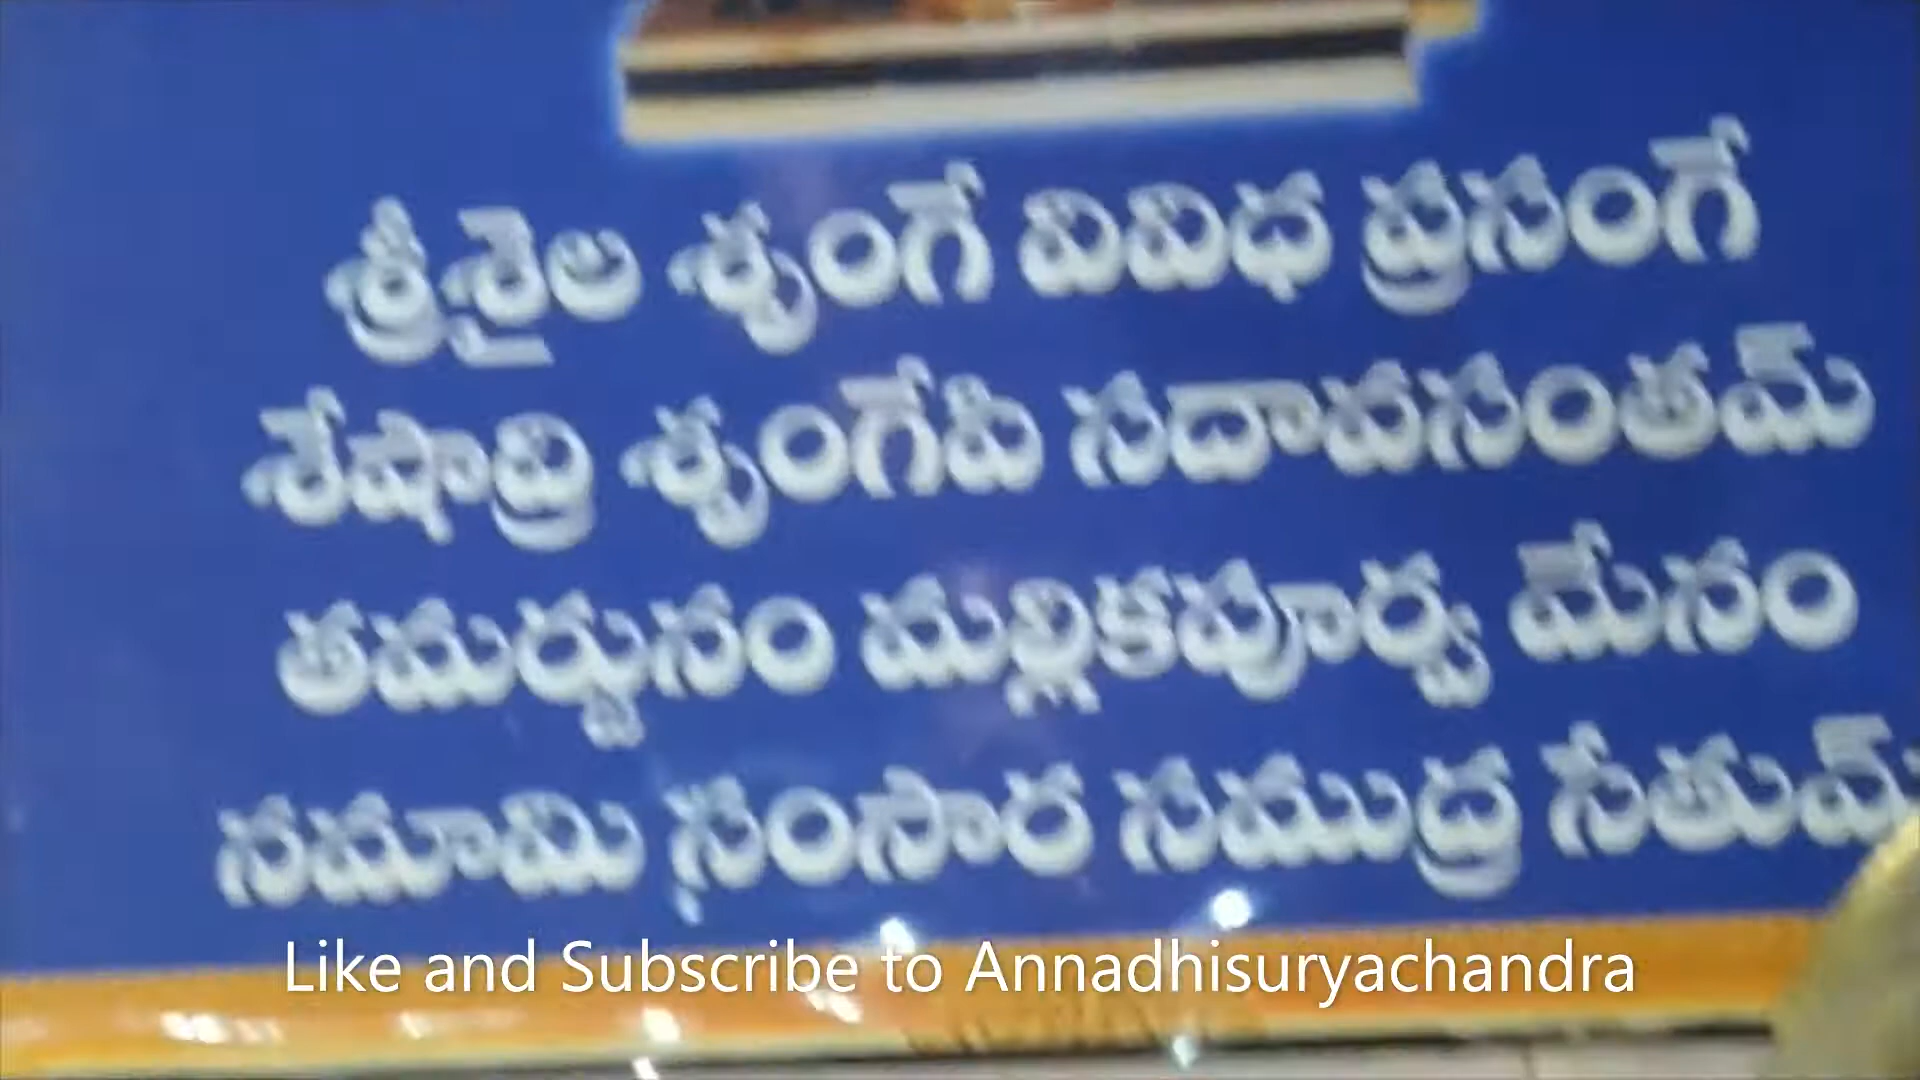 శ్రీశైల శృంగే వివిధ ప్రసంగే
శేషాద్రి శృంగేపి సదావసంతమ్
తమర్జునం మల్లికపూర్వ మేనం
నమామి సంసార సముద్ర సేతుమ్
Like and Subscribe to Annadhisuryachandra